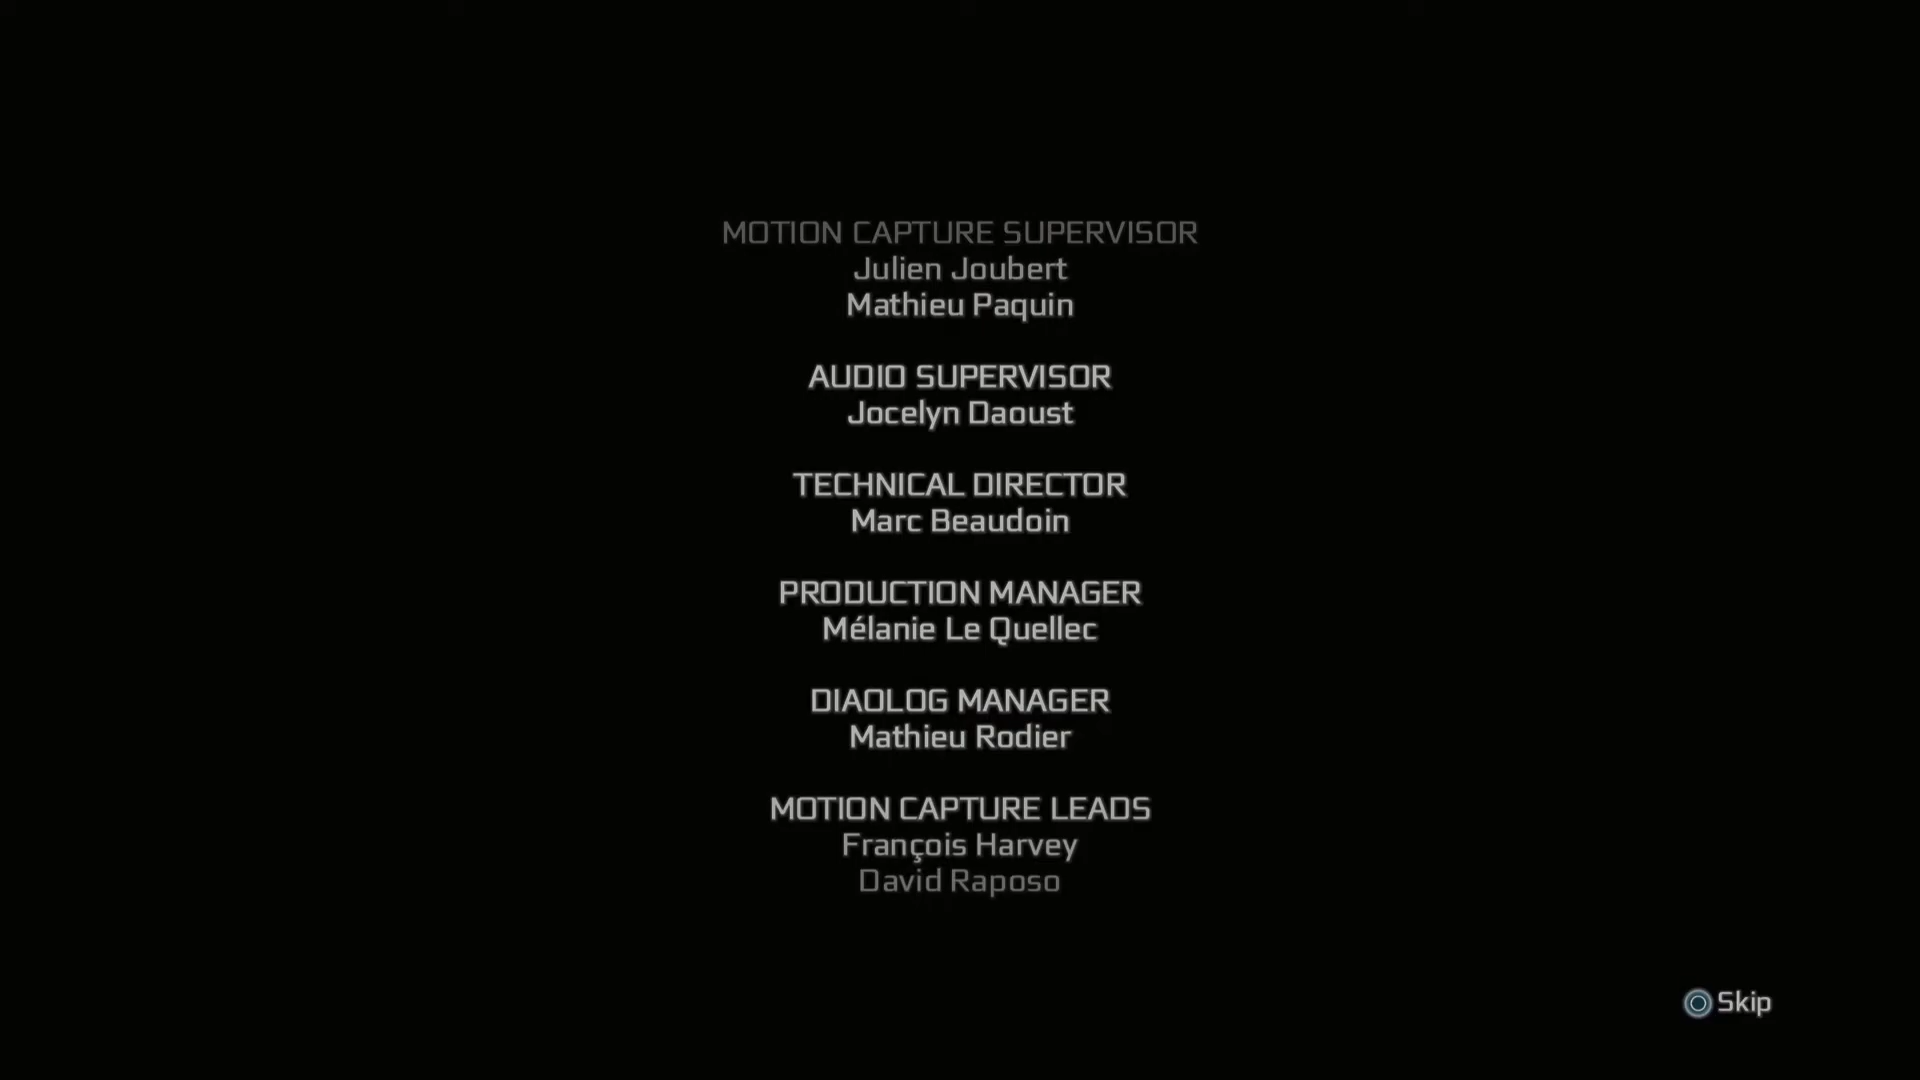 MOTION CAPTURE SUPERVISOR
Julien Joubert
Mathieu Paquin
AUDIO SUPERVISOR
Jocelyn Daoust
TECHNICAL DIRECTOR
Marc Beaudoin
PRODUCTION MANAGER
Mélanie Le Quellec
DIAOLOG MANAGER
Mathieu Rodier
MOTION CAPTURE LEADS
François Harvey
David Raposo
Skip